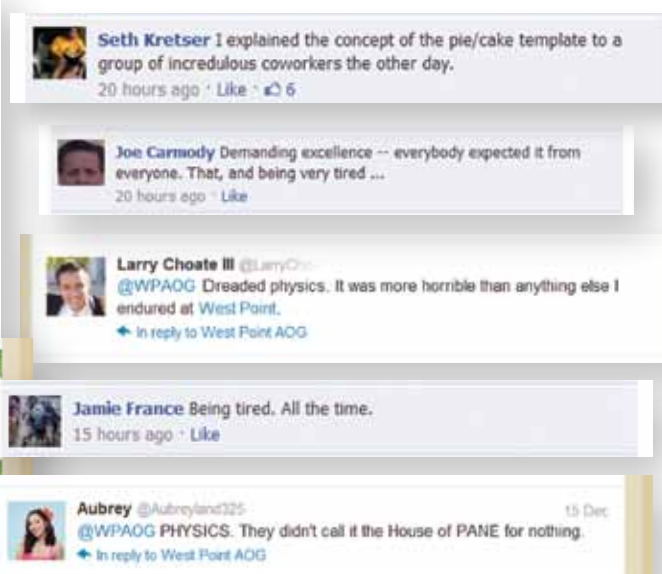 Seth Kretser I explained the concept of the pie/cake template to a
group of incredulous coworkers the other day.
20 hours ago · Like · 6
Joe Carmody Demanding excellence -- everybody expected it from
everyone. That, and being very tired ...
20 hours ago · Like
Larry Choate III
@WPAOG Dreaded physics. It was more horrible than anything else I
endured at West Point.
In reply to West Point AOG
Jamie France Being tired. All the time.
15 hours ago · Like
Aubrey @Aubreyland325 15 Dec
@WPAOG PHYSICS. They didn't call it the House of PANE for nothing.
In reply to West Point AOG